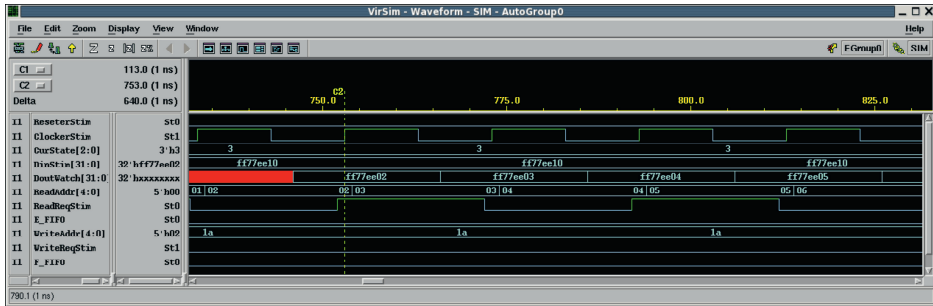 VirSim - Waveform - SIM - AutoGroup0
File Edit Zoom Display View Window Help
EGroup0 SIM
C1 113.0 (1 ns)
C2 753.0 (1 ns)
Delta 640.0 (1 ns)
C2
750.0 775.0 800.0 825.0
I1 ReseterStim St0
I1 ClockerStim St1
I1 CurState[2:0] 3'h3 3 3 3
I1 DinStim[31:0] 32'hff77ee02 ff77ee10 ff77ee10 ff77ee10
I1 DoutWatch[31:0 32'hxxxxxxxx ff77ee02 ff77ee03 ff77ee04 ff77ee05
I1 ReadAddr[4:0] 5'h00 01 02 02 03 03 04 04 05 05 06
I1 ReadReqStim St0
I1 E_FIFO St0
I1 WriteAddr[4:0] 5'h02 1a 1a 1a
I1 WriteReqStim St1
I1 F_FIFO St0
790.1 (1 ns)